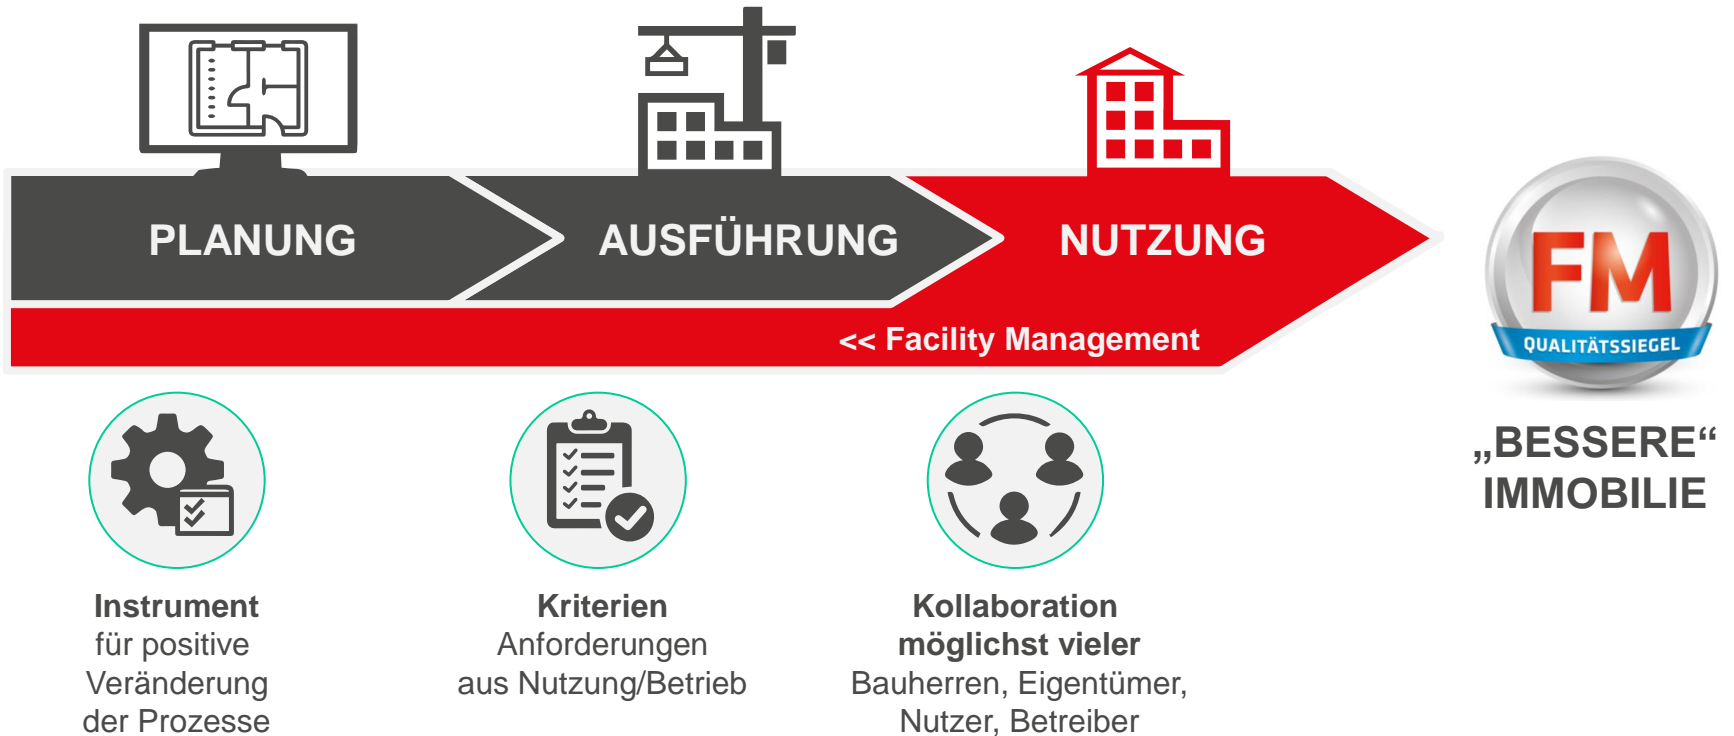 PLANUNG
AUSFÜHRUNG
NUTZUNG
<< Facility Management
FM
QUALITÄTSSIEGEL
„BESSERE“
IMMOBILIE
Instrument
für positive
Veränderung
der Prozesse
Kriterien
Anforderungen
aus Nutzung/Betrieb
Kollaboration
möglichst vieler
Bauherren, Eigentümer,
Nutzer, Betreiber